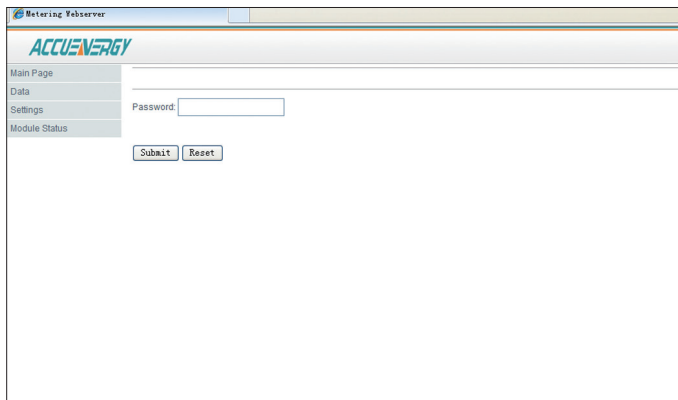 Metering Webserver
ACCUENERGY
Main Page
Data
Settings
Password:
Module Status
Submit Reset